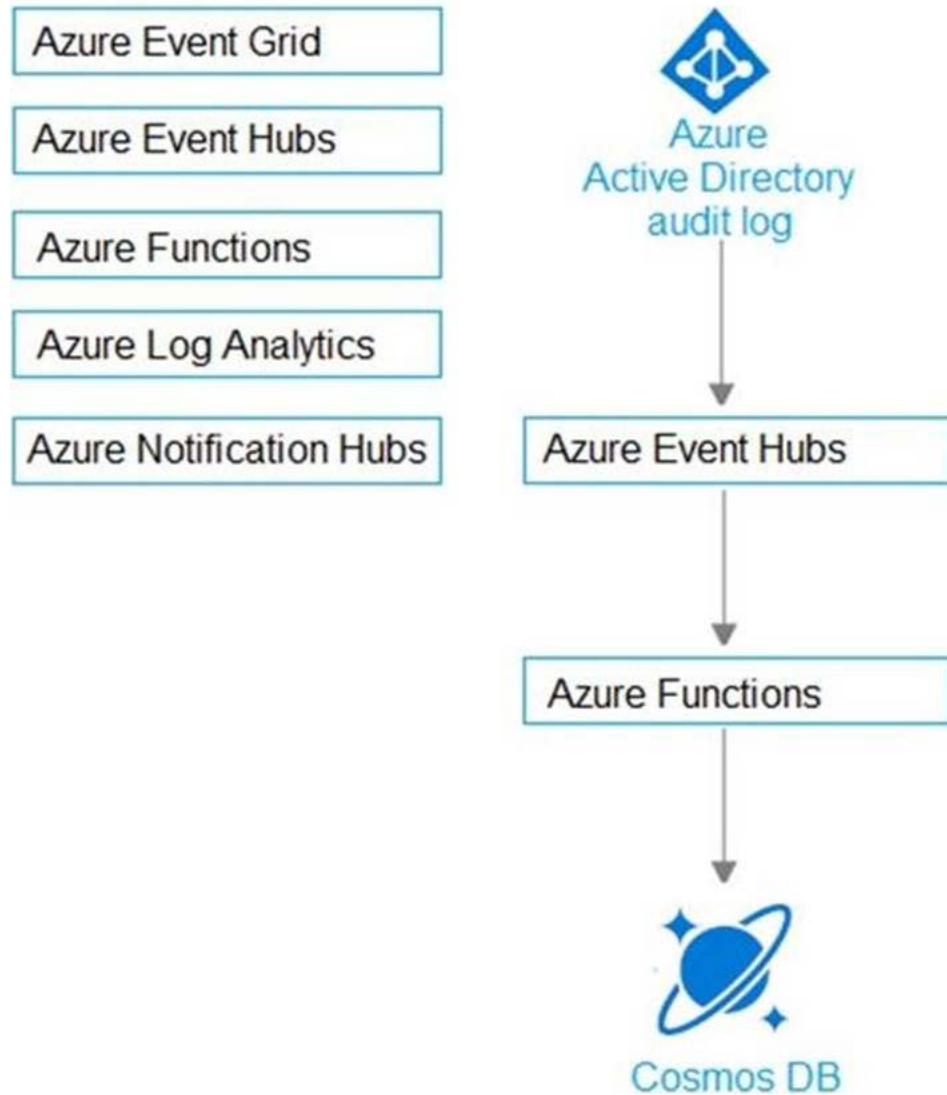 Azure Event Grid
Azure Event Hubs
Azure Functions
Azure Log Analytics
Azure Notification Hubs
Azure
Active Directory
audit log
Azure Event Hubs
Azure Functions
Cosmos DB